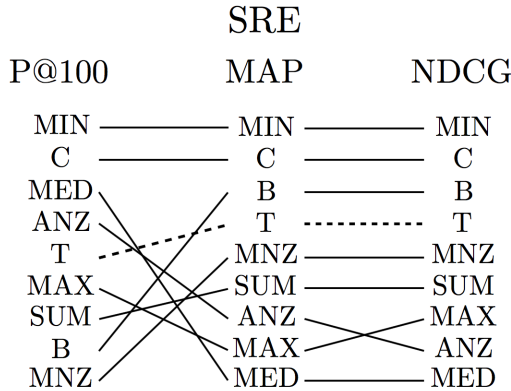 SRE
P@100 MAP NDCG
MIN MIN MIN
C C C
MED B B
ANZ T T
T MNZ MNZ
MAX SUM SUM
SUM ANZ MAX
B MAX ANZ
MNZ MED MED